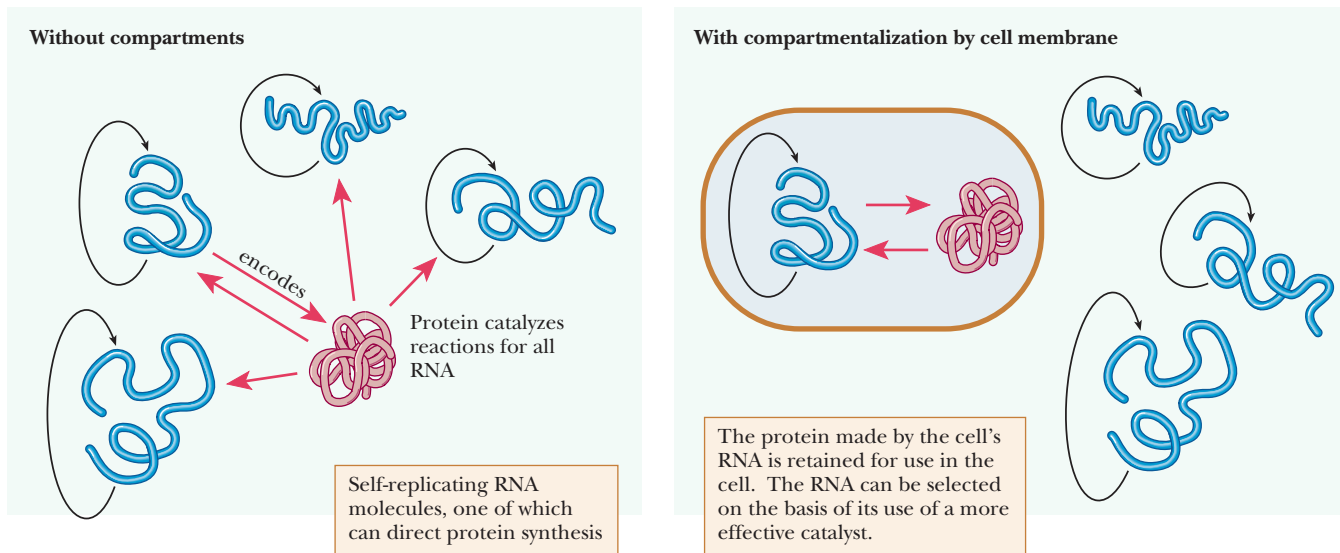 Without compartments
encodes
Protein catalyzes
reactions for all
RNA
Self-replicating RNA
molecules, one of which
can direct protein synthesis
With compartmentalization by cell membrane
The protein made by the cell's
RNA is retained for use in the
cell. The RNA can be selected
on the basis of its use of a more
effective catalyst.